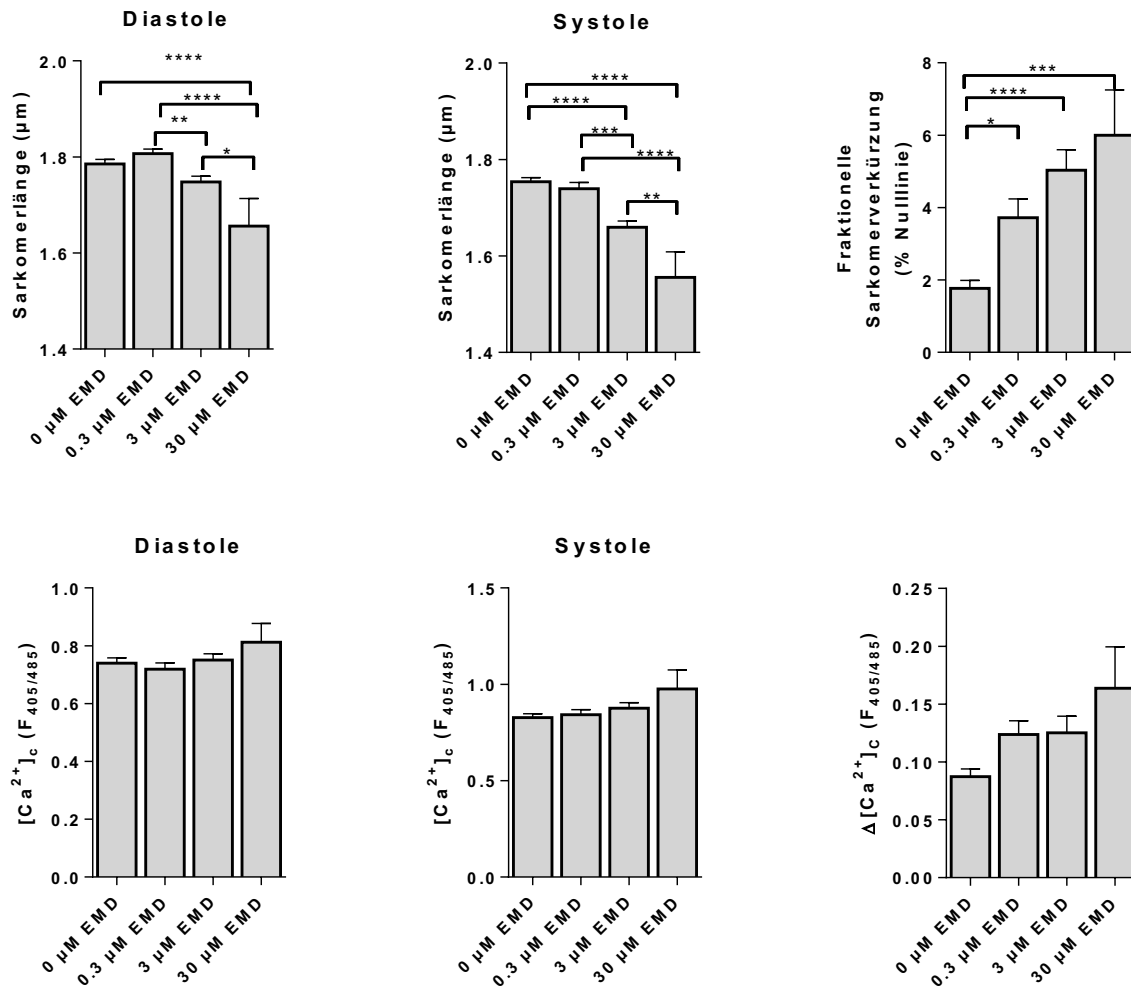 Diastole
Sarkomerlänge (µm)
2.0
1.8
1.6
1.4
****
****
**
*
0 µM EMD
0.3 µM EMD
3 µM EMD
30 µM EMD
Systole
Sarkomerlänge (µm)
2.0
1.8
1.6
1.4
****
****
***
****
**
0 µM EMD
0.3 µM EMD
3 µM EMD
30 µM EMD
Fraktionelle
Sarkomerverkürzung
(% Nulllinie)
8
6
4
2
0
***
****
*
0 µM EMD
0.3 µM EMD
3 µM EMD
30 µM EMD
Diastole
[Ca²⁺]c (F405/485)
1.0
0.8
0.6
0.4
0.2
0.0
0 µM EMD
0.3 µM EMD
3 µM EMD
30 µM EMD
Systole
[Ca²⁺]c (F405/485)
1.5
1.0
0.5
0.0
0 µM EMD
0.3 µM EMD
3 µM EMD
30 µM EMD
Δ[Ca²⁺]C (F405/485)
0.25
0.20
0.15
0.10
0.05
0.00
0 µM EMD
0.3 µM EMD
3 µM EMD
30 µM EMD